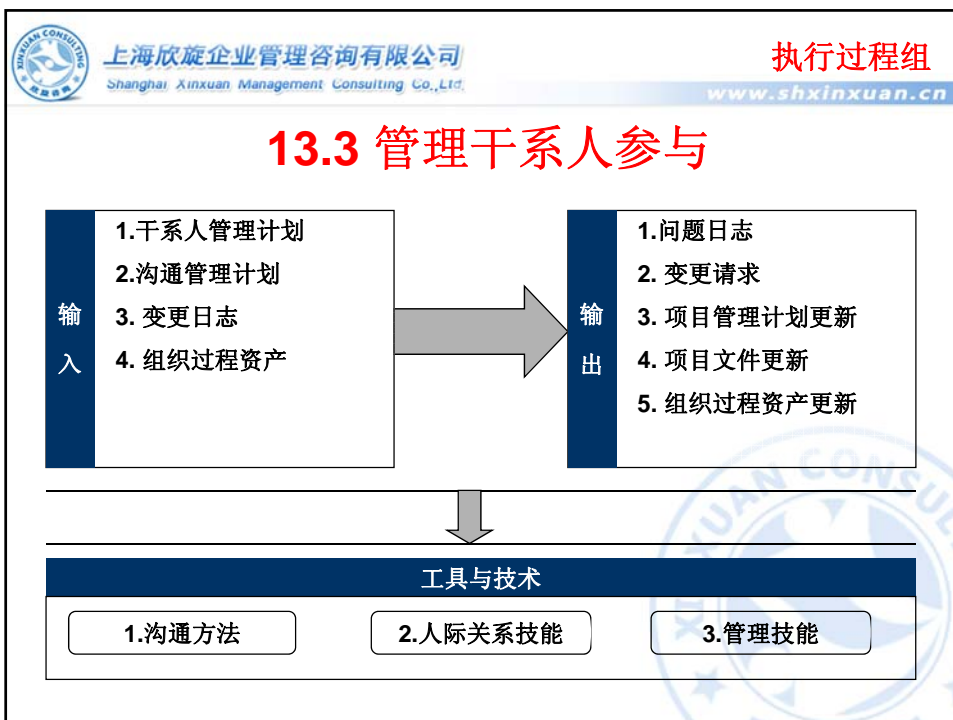 上海欣旋企业管理咨询有限公司
Shanghai Xinxuan Management Consulting Co.,Ltd.
执行过程组
www.shxinxuan.cn
13.3 管理干系人参与
输入
1.干系人管理计划
2.沟通管理计划
3. 变更日志
4. 组织过程资产
输出
1.问题日志
2. 变更请求
3. 项目管理计划更新
4. 项目文件更新
5. 组织过程资产更新
工具与技术
1.沟通方法
2.人际关系技能
3.管理技能
XINXUAN CONSULTING